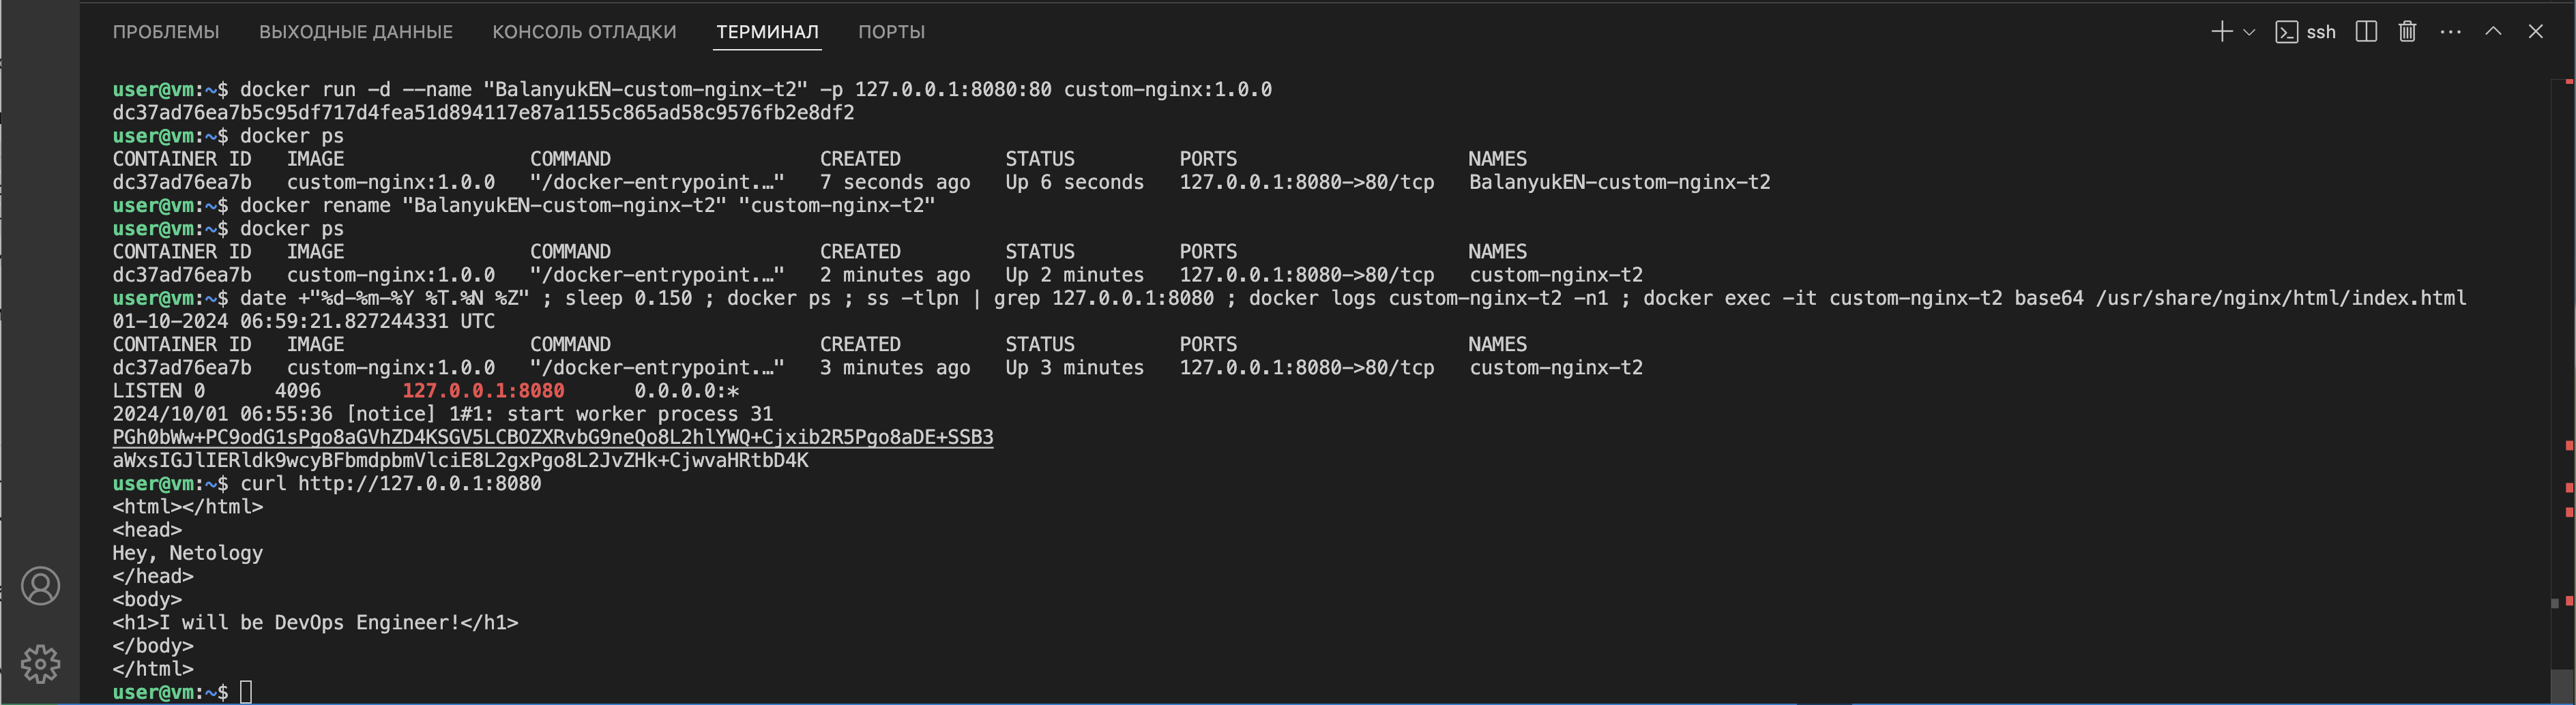 ПРОБЛЕМЫ ВЫХОДНЫЕ ДАННЫЕ КОНСОЛЬ ОТЛАДКИ ТЕРМИНАЛ ПОРТЫ ssh
user@vm:~$ docker run -d --name "BalanyukEN-custom-nginx-t2" -p 127.0.0.1:8080:80 custom-nginx:1.0.0
dc37ad76ea7b5c95df717d4fea51d894117e87a1155c865ad58c9576fb2e8df2
user@vm:~$ docker ps
CONTAINER ID   IMAGE                COMMAND                  CREATED         STATUS         PORTS                    NAMES
dc37ad76ea7b   custom-nginx:1.0.0   "/docker-entrypoint.…"   7 seconds ago   Up 6 seconds   127.0.0.1:8080->80/tcp   BalanyukEN-custom-nginx-t2
user@vm:~$ docker rename "BalanyukEN-custom-nginx-t2" "custom-nginx-t2"
user@vm:~$ docker ps
CONTAINER ID   IMAGE                COMMAND                  CREATED         STATUS         PORTS                    NAMES
dc37ad76ea7b   custom-nginx:1.0.0   "/docker-entrypoint.…"   2 minutes ago   Up 2 minutes   127.0.0.1:8080->80/tcp   custom-nginx-t2
user@vm:~$ date +"%d-%m-%Y %T.%N %Z" ; sleep 0.150 ; docker ps ; ss -tlpn | grep 127.0.0.1:8080 ; docker logs custom-nginx-t2 -n1 ; docker exec -it custom-nginx-t2 base64 /usr/share/nginx/html/index.html
01-10-2024 06:59:21.827244331 UTC
CONTAINER ID   IMAGE                COMMAND                  CREATED         STATUS         PORTS                    NAMES
dc37ad76ea7b   custom-nginx:1.0.0   "/docker-entrypoint.…"   3 minutes ago   Up 3 minutes   127.0.0.1:8080->80/tcp   custom-nginx-t2
LISTEN 0      4096       127.0.0.1:8080      0.0.0.0:*
2024/10/01 06:55:36 [notice] 1#1: start worker process 31
PGh0bWw+PC9odG1sPgo8aGVhZD4KSGV5LCBOZXRvbG9neQo8L2hlYWQ+Cjxib2R5Pgo8aDE+SSB3
aWxsIGJlIERldk9wcyBFbmdpbmVlciE8L2gxPgo8L2JvZHk+CjwvaHRtbD4K
user@vm:~$ curl http://127.0.0.1:8080
<html></html>
<head>
Hey, Netology
</head>
<body>
<h1>I will be DevOps Engineer!</h1>
</body>
</html>
user@vm:~$